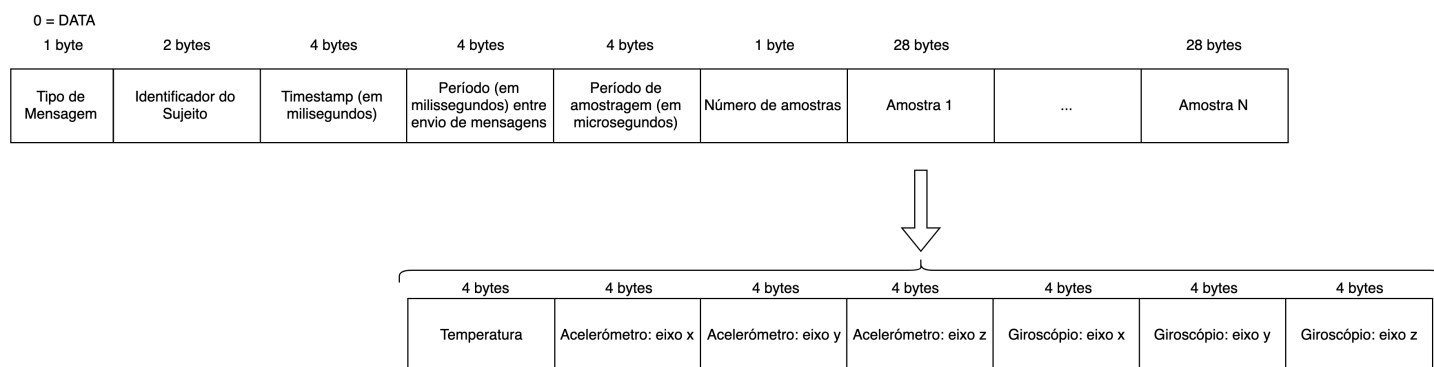 0 = DATA
1 byte
2 bytes
4 bytes
4 bytes
4 bytes
1 byte
28 bytes
28 bytes
Tipo de
Mensagem
Identificador do
Sujeito
Timestamp (em
milisegundos)
Período (em
milissegundos) entre
envio de mensagens
Período de
amostragem (em
microsegundos)
Número de amostras
Amostra 1
...
Amostra N
4 bytes
4 bytes
4 bytes
4 bytes
4 bytes
4 bytes
4 bytes
Temperatura
Acelerómetro: eixo x
Acelerómetro: eixo y
Acelerómetro: eixo z
Giroscópio: eixo x
Giroscópio: eixo y
Giroscópio: eixo z